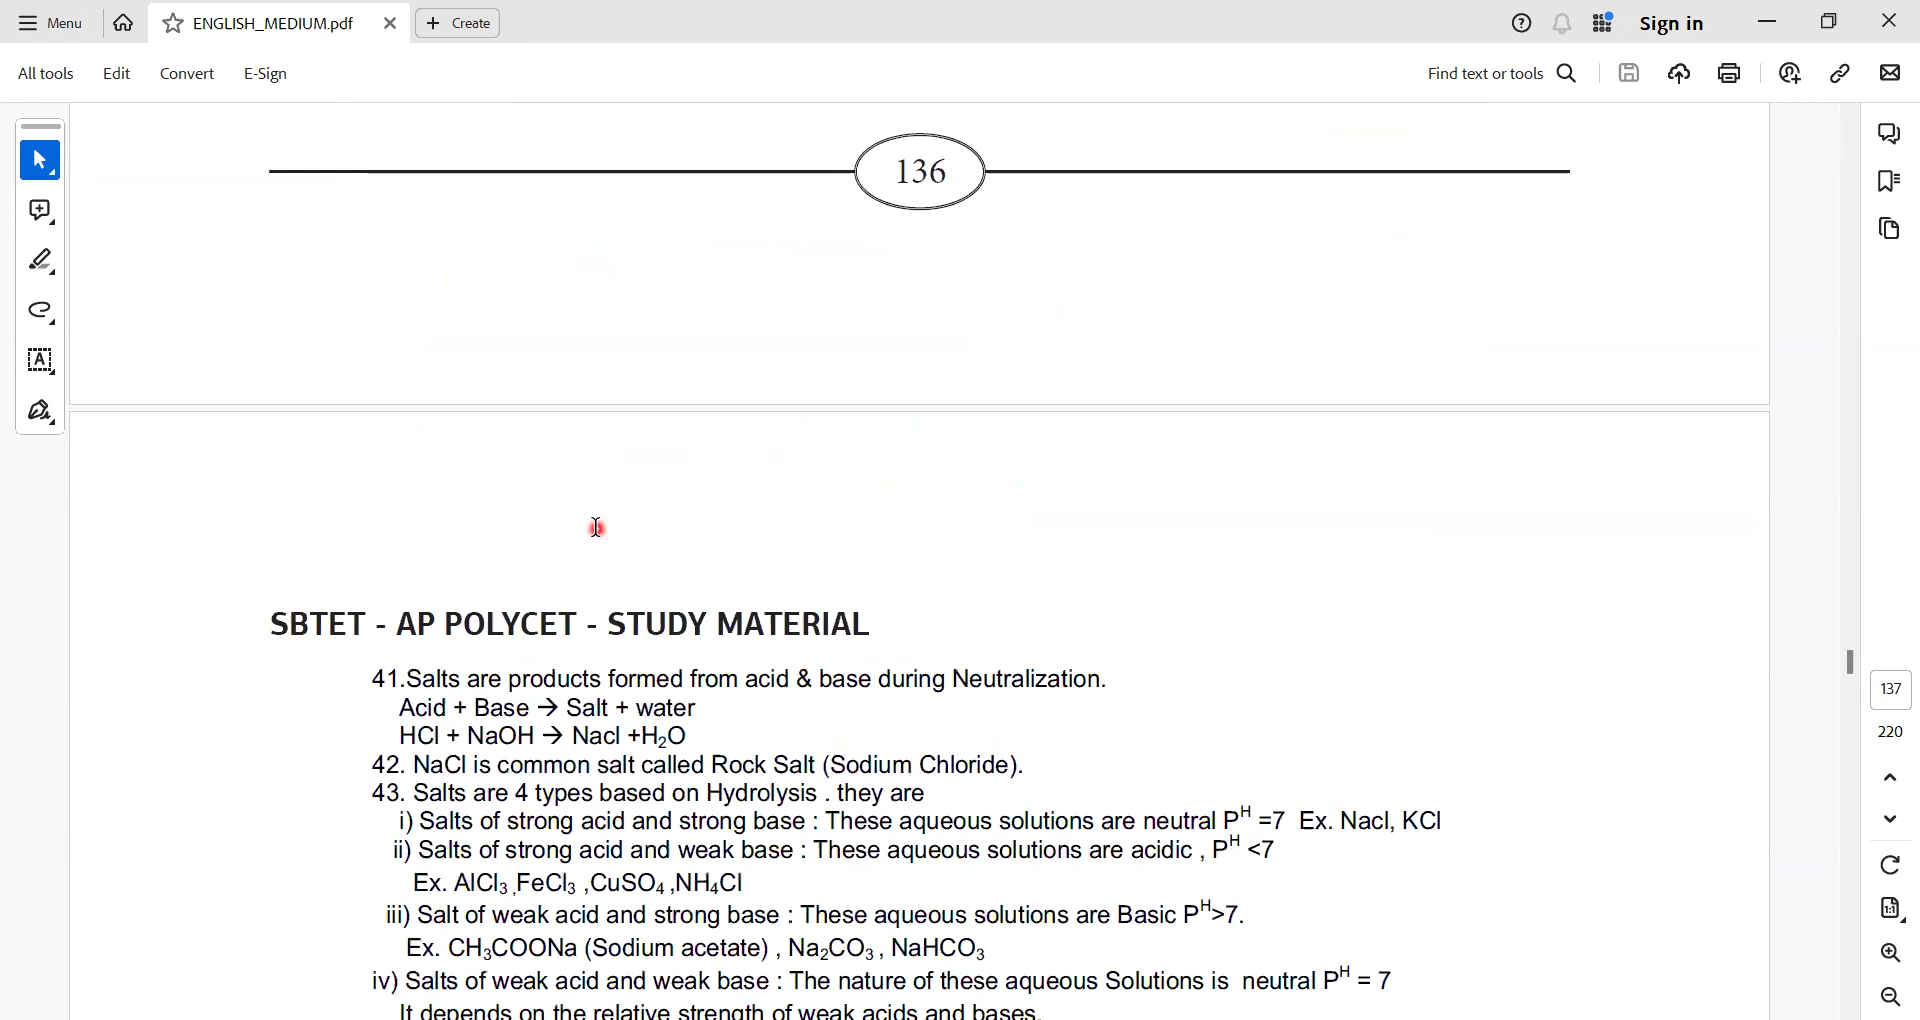 Menu
ENGLISH_MEDIUM.pdf
Create
Sign in
All tools
Edit
Convert
E-Sign
Find text or tools
136
SBTET - AP POLYCET - STUDY MATERIAL
41.Salts are products formed from acid & base during Neutralization.
Acid + Base → Salt + water
HCl + NaOH → Nacl +H₂O
42. NaCl is common salt called Rock Salt (Sodium Chloride).
43. Salts are 4 types based on Hydrolysis . they are
i) Salts of strong acid and strong base : These aqueous solutions are neutral Pᴴ =7 Ex. Nacl, KCl
ii) Salts of strong acid and weak base : These aqueous solutions are acidic , Pᴴ <7
Ex. AlCl₃ ,FeCl₃ ,CuSO₄ ,NH₄Cl
iii) Salt of weak acid and strong base : These aqueous solutions are Basic Pᴴ>7.
Ex. CH₃COONa (Sodium acetate) , Na₂CO₃ , NaHCO₃
iv) Salts of weak acid and weak base : The nature of these aqueous Solutions is neutral Pᴴ = 7
It depends on the relative strength of weak acids and bases.
137
220